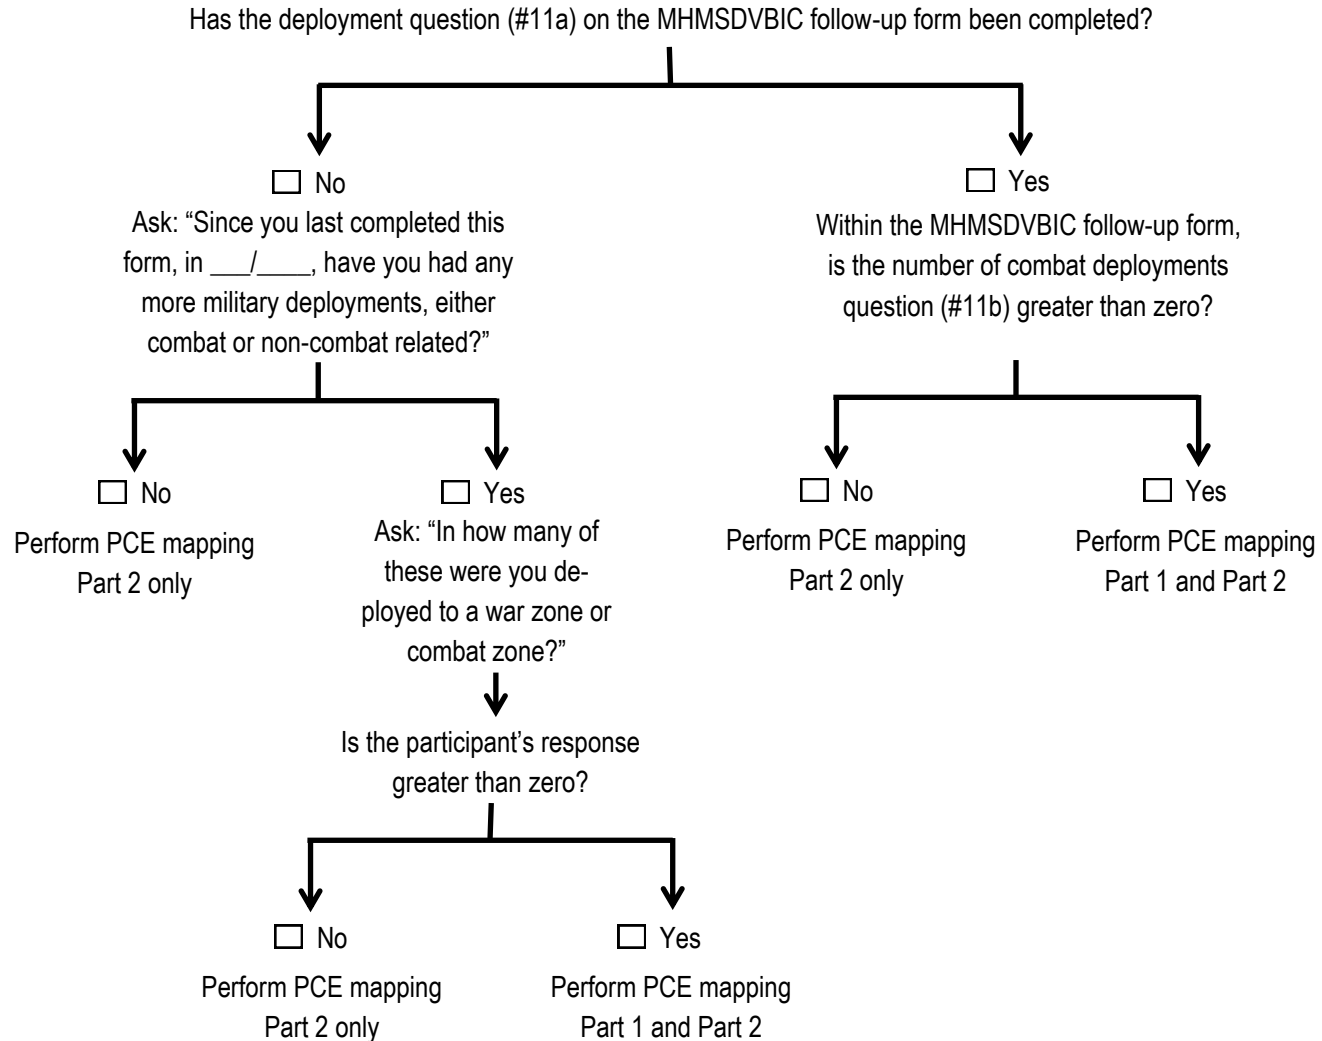 Has the deployment question (#11a) on the MHMSDVBIC follow-up form been completed?
No
Ask: “Since you last completed this
form, in ___/____, have you had any
more military deployments, either
combat or non-combat related?”
Yes
Within the MHMSDVBIC follow-up form,
is the number of combat deployments
question (#11b) greater than zero?
No
Perform PCE mapping
Part 2 only
Yes
Ask: “In how many of
these were you de-
ployed to a war zone or
combat zone?”
No
Perform PCE mapping
Part 2 only
Yes
Perform PCE mapping
Part 1 and Part 2
Is the participant’s response
greater than zero?
No
Perform PCE mapping
Part 2 only
Yes
Perform PCE mapping
Part 1 and Part 2